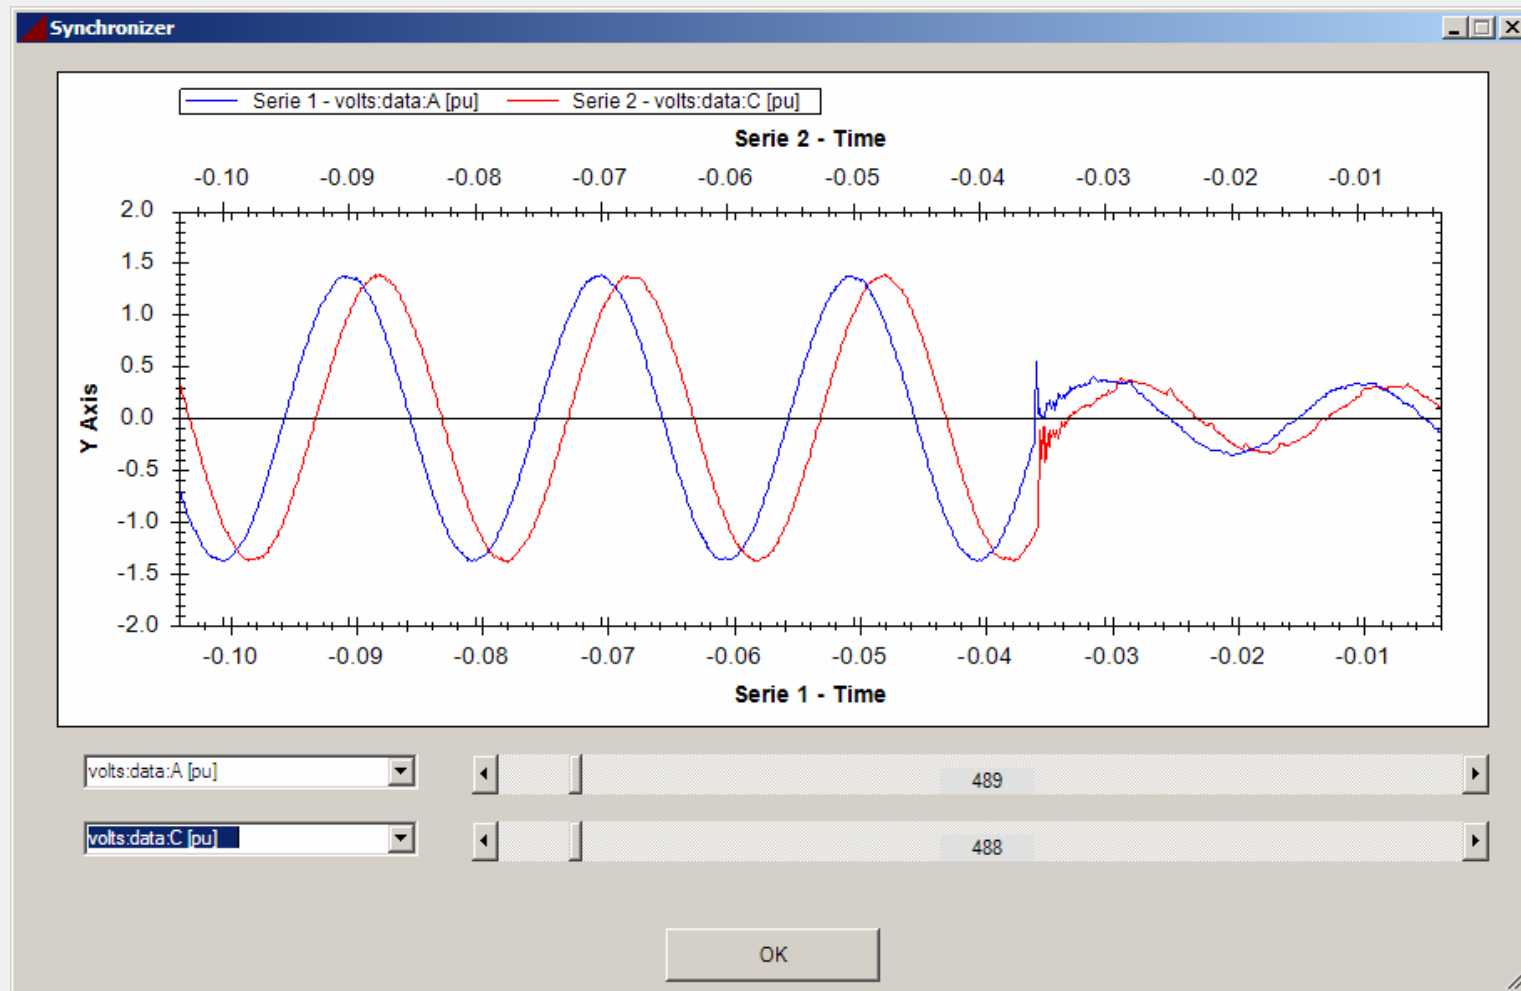 Synchronizer
Serie 1 - volts:data:A [pu] Serie 2 - volts:data:C [pu]
Serie 2 - Time
-0.10 -0.09 -0.08 -0.07 -0.06 -0.05 -0.04 -0.03 -0.02 -0.01
2.0
1.5
1.0
0.5
0.0
-0.5
-1.0
-1.5
-2.0
Y Axis
-0.10 -0.09 -0.08 -0.07 -0.06 -0.05 -0.04 -0.03 -0.02 -0.01
Serie 1 - Time
volts:data:A [pu] 489
volts:data:C [pu] 488
OK